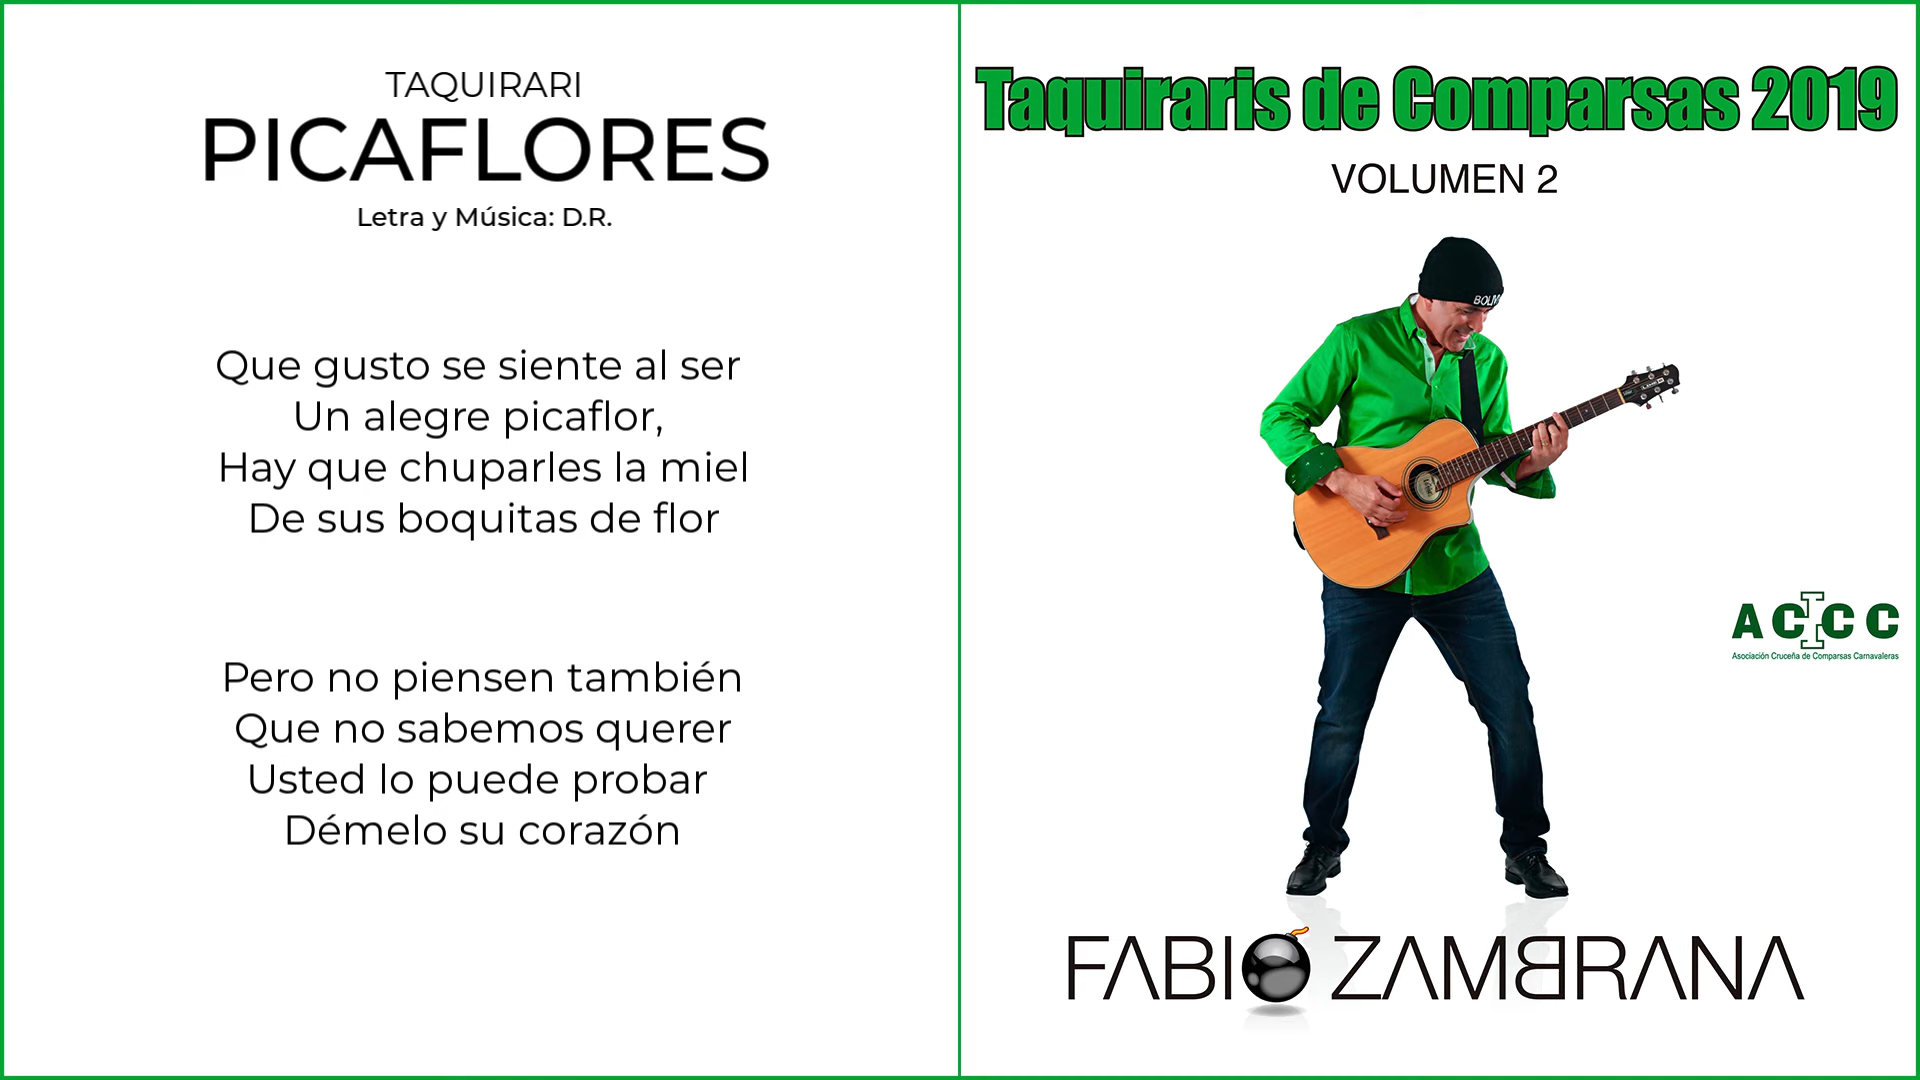 TAQUIRARI
PICAFLORES
Letra y Música: D.R.
Que gusto se siente al ser
Un alegre picaflor,
Hay que chuparles la miel
De sus boquitas de flor
Pero no piensen también
Que no sabemos querer
Usted lo puede probar
Démelo su corazón
Taquiraris de Comparsas 2019
VOLUMEN 2
BOLIV
ACCC
Asociación Cruceña de Comparsas Carnavaleras
FABIO ZAMBRANA